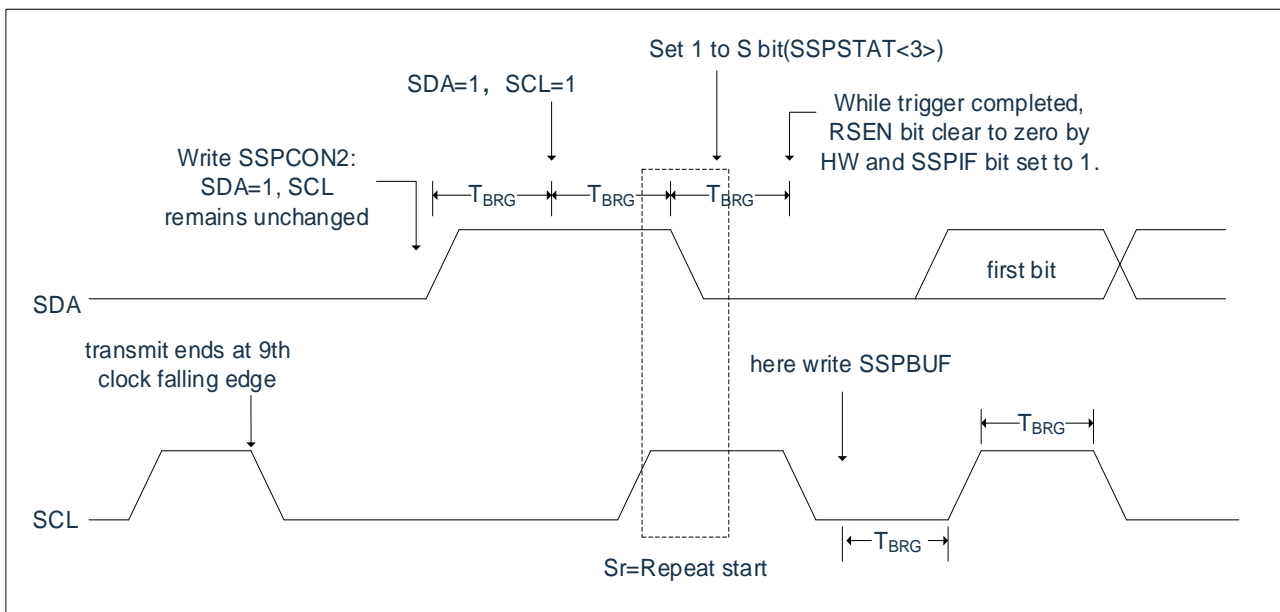 Set 1 to S bit(SSPSTAT<3>)
SDA=1，SCL=1
While trigger completed,
RSEN bit clear to zero by
HW and SSPIF bit set to 1.
Write SSPCON2:
SDA=1, SCL
remains unchanged
TBRG
TBRG
TBRG
first bit
SDA
transmit ends at 9th
clock falling edge
here write SSPBUF
TBRG
SCL
TBRG
Sr=Repeat start